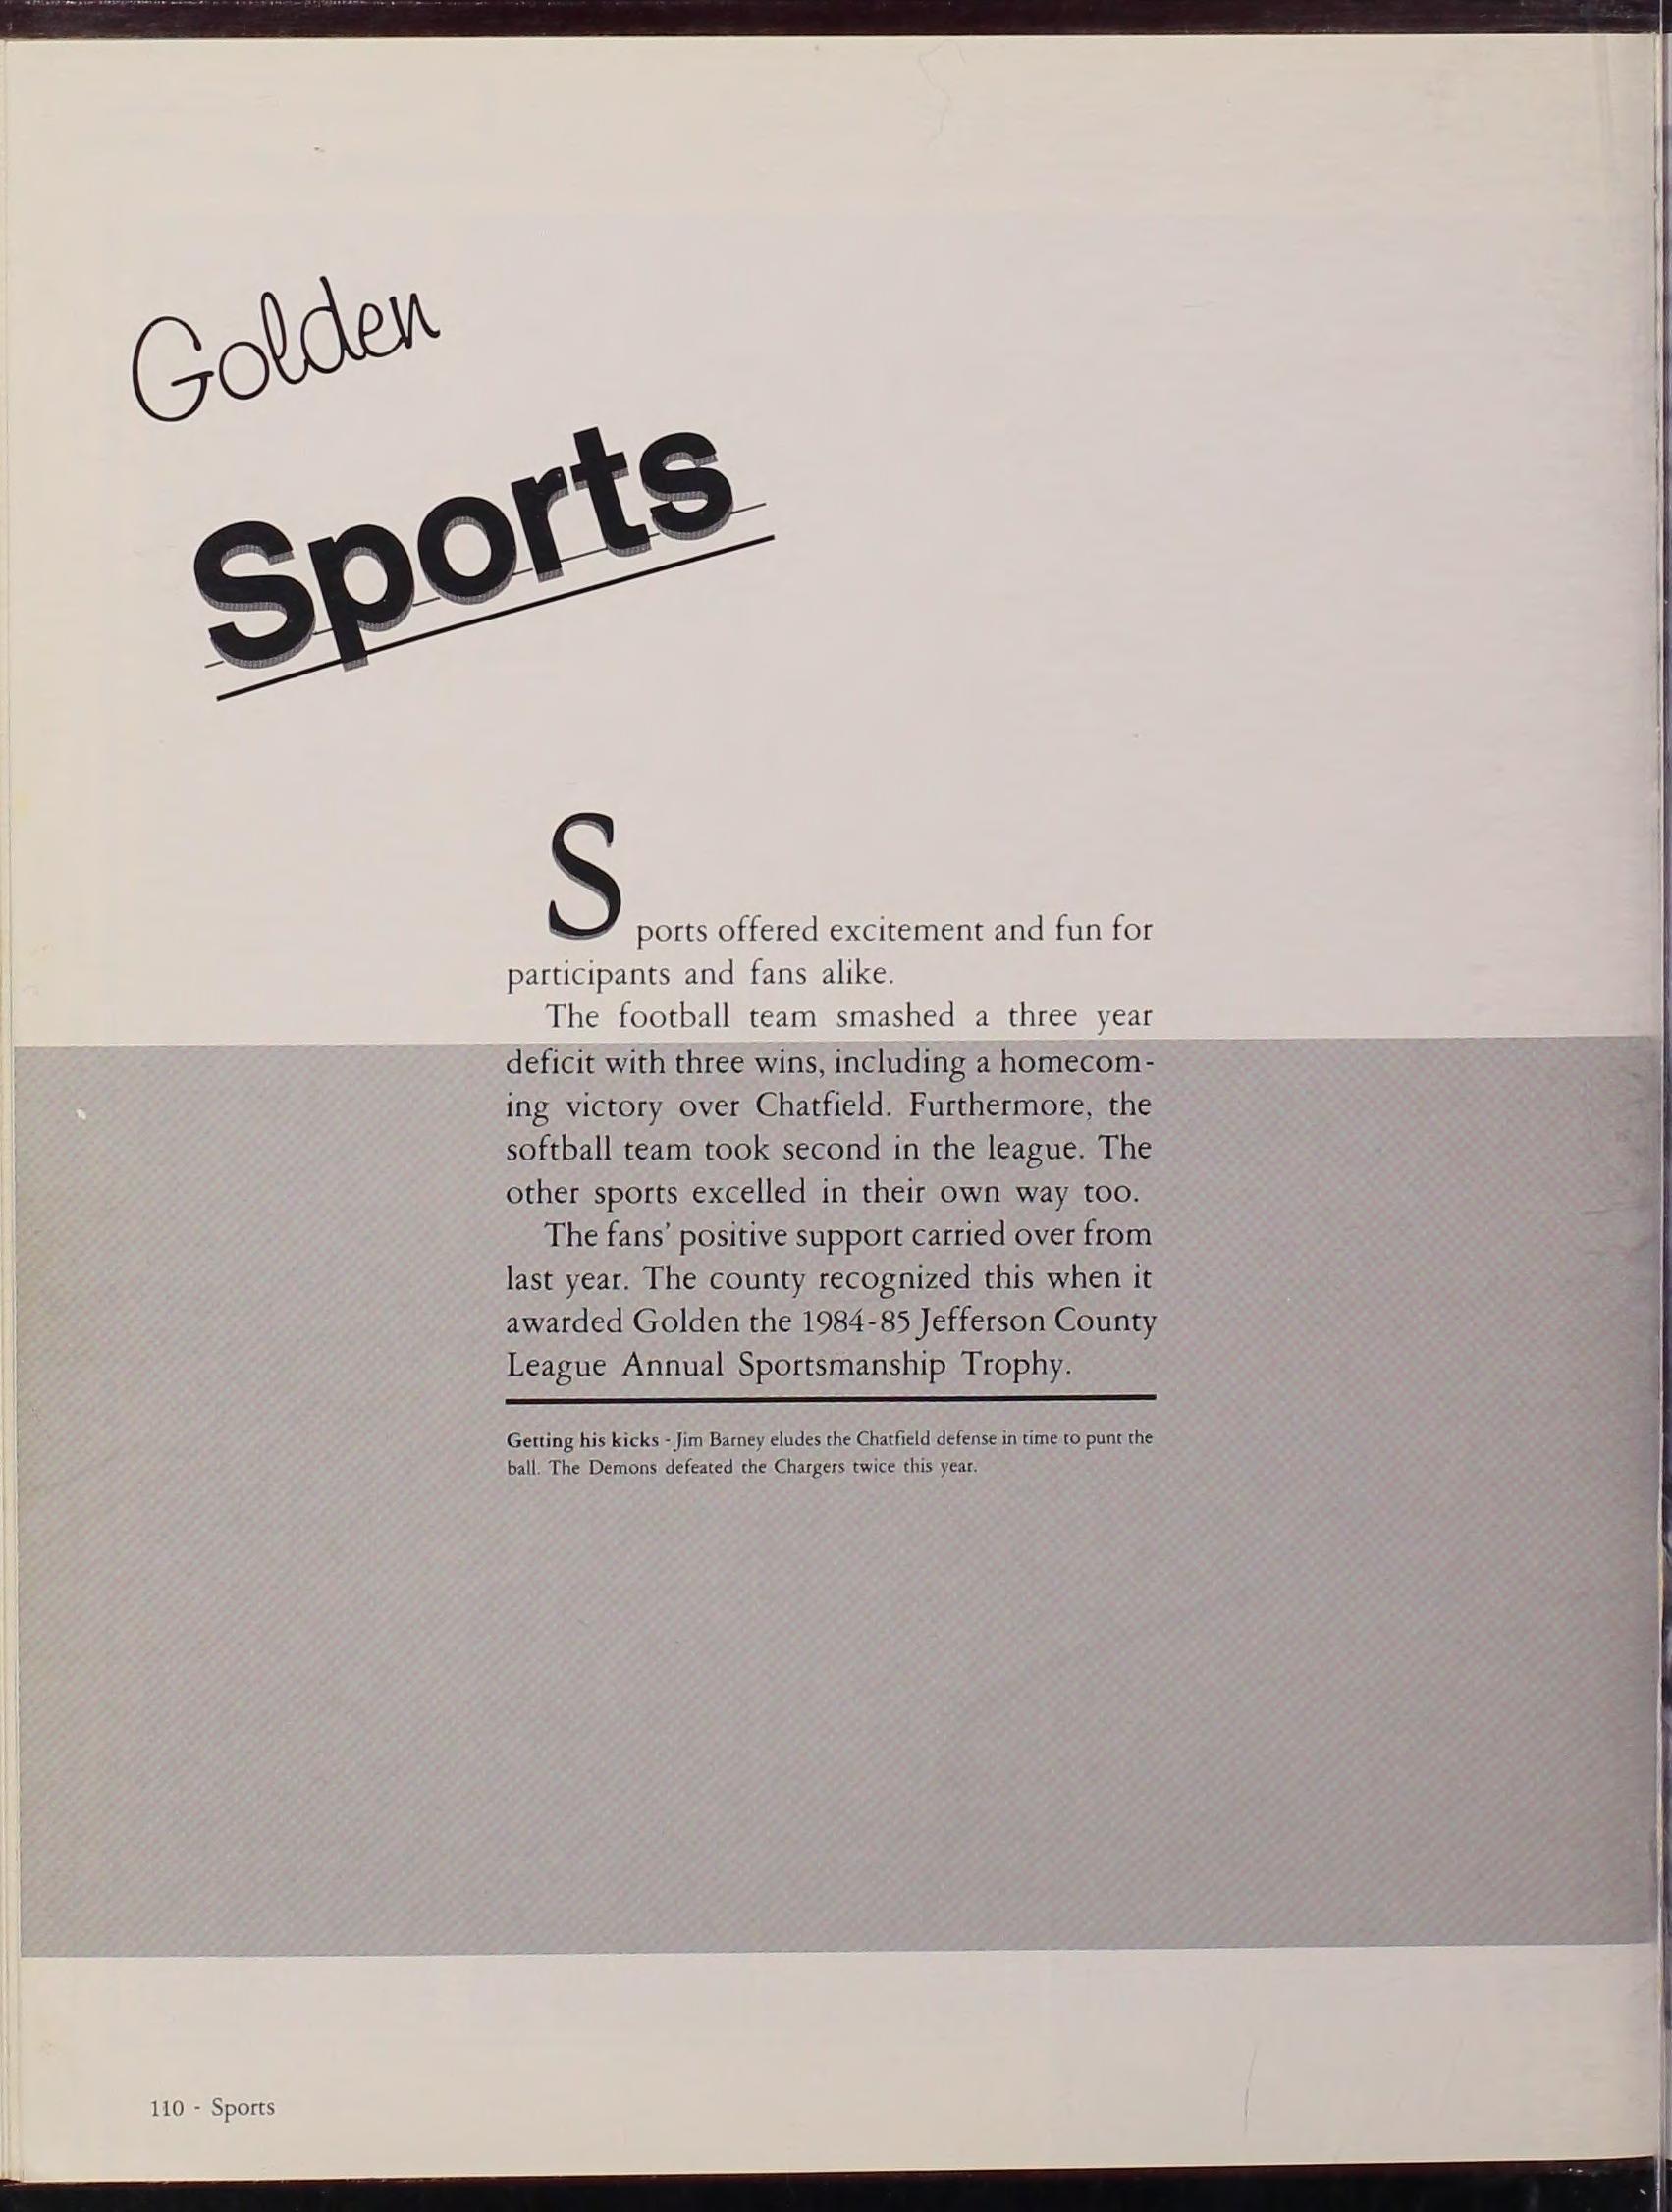 Golden
Sports
Sports offered excitement and fun for
participants and fans alike.
The football team smashed a three year
deficit with three wins, including a homecom-
ing victory over Chatfield. Furthermore, the
softball team took second in the league. The
other sports excelled in their own way too.
The fans' positive support carried over from
last year. The county recognized this when it
awarded Golden the 1984-85 Jefferson County
League Annual Sportsmanship Trophy.
Getting his kicks - Jim Barney eludes the Chatfield defense in time to punt the
ball. The Demons defeated the Chargers twice this year.
110 - Sports